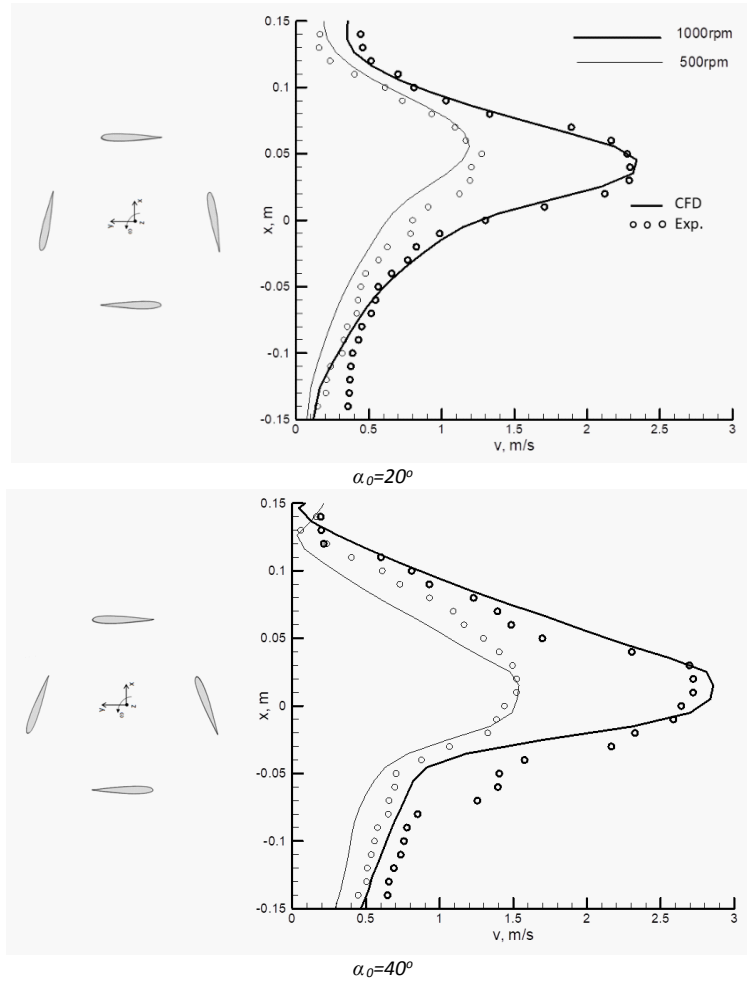 0.15
0.1
0.05
0
-0.05
-0.1
-0.15
x, m
0
0.5
1
1.5
2
2.5
3
v, m/s
1000rpm
500rpm
CFD
Exp.
x
y
z
ω
α₀=20°
0.15
0.1
0.05
0
-0.05
-0.1
-0.15
x, m
0
0.5
1
1.5
2
2.5
3
v, m/s
x
y
z
ω
α₀=40°